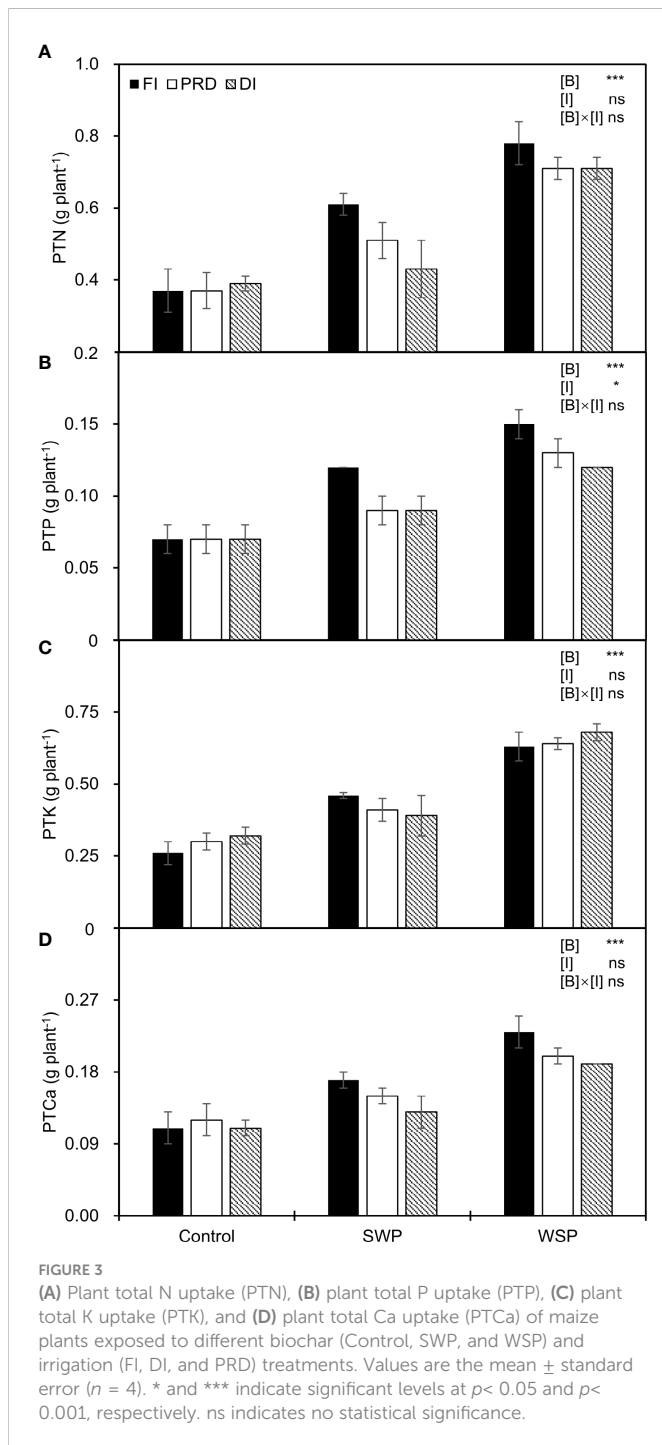 A
1.0
FI PRD DI
[B] ***
[I] ns
[B]×[I] ns
0.8
0.6
0.4
0.2
PTN (g plant-1)
B
[B] ***
[I] *
[B]×[I] ns
0.15
0.10
0.05
0
PTP (g plant-1)
C
[B] ***
[I] ns
[B]×[I] ns
0.75
0.50
0.25
0
PTK (g plant-1)
D
[B] ***
[I] ns
[B]×[I] ns
0.27
0.18
0.09
0.00
PTCa (g plant-1)
Control SWP WSP
FIGURE 3
(A) Plant total N uptake (PTN), (B) plant total P uptake (PTP), (C) plant
total K uptake (PTK), and (D) plant total Ca uptake (PTCa) of maize
plants exposed to different biochar (Control, SWP, and WSP) and
irrigation (FI, DI, and PRD) treatments. Values are the mean ± standard
error (n = 4). * and *** indicate significant levels at p< 0.05 and p<
0.001, respectively. ns indicates no statistical significance.